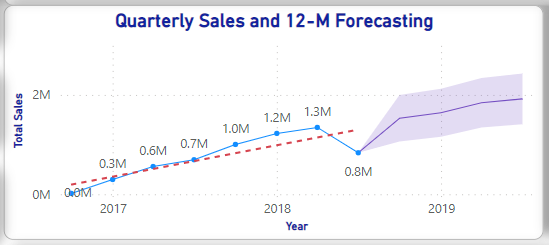 Quarterly Sales and 12-M Forecasting
Total Sales
2M
0M
0.0M
0.3M
0.6M
0.7M
1.0M
1.2M
1.3M
0.8M
2017
2018
2019
Year